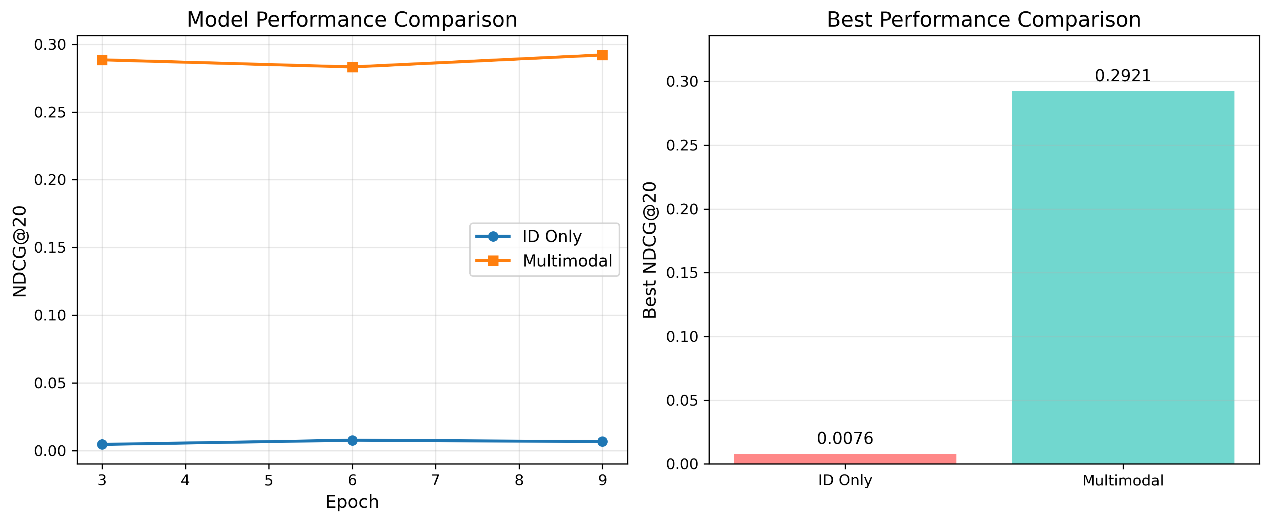 Model Performance Comparison
NDCG@20
0.30
0.25
0.20
0.15
0.10
0.05
0.00
ID Only
Multimodal
3 4 5 6 7 8 9
Epoch
Best Performance Comparison
Best NDCG@20
0.30
0.25
0.20
0.15
0.10
0.05
0.00
0.2921
0.0076
ID Only Multimodal